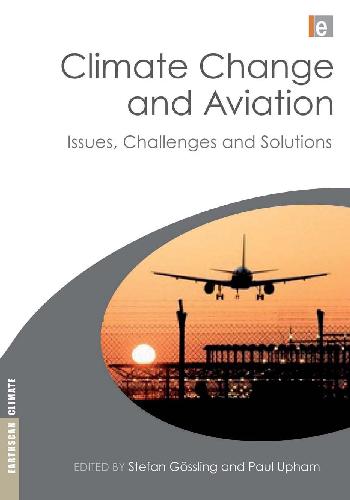 e
Climate Change
and Aviation
Issues, Challenges and Solutions
EARTHSCAN CLIMATE
EDITED BY Stefan Gössling and Paul Upham